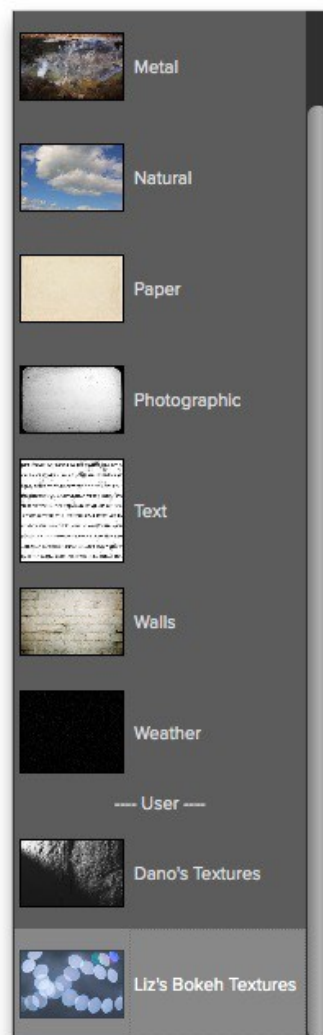 Metal
Natural
Paper
Photographic
Text
Walls
Weather
---- User ----
Dano's Textures
Liz's Bokeh Textures